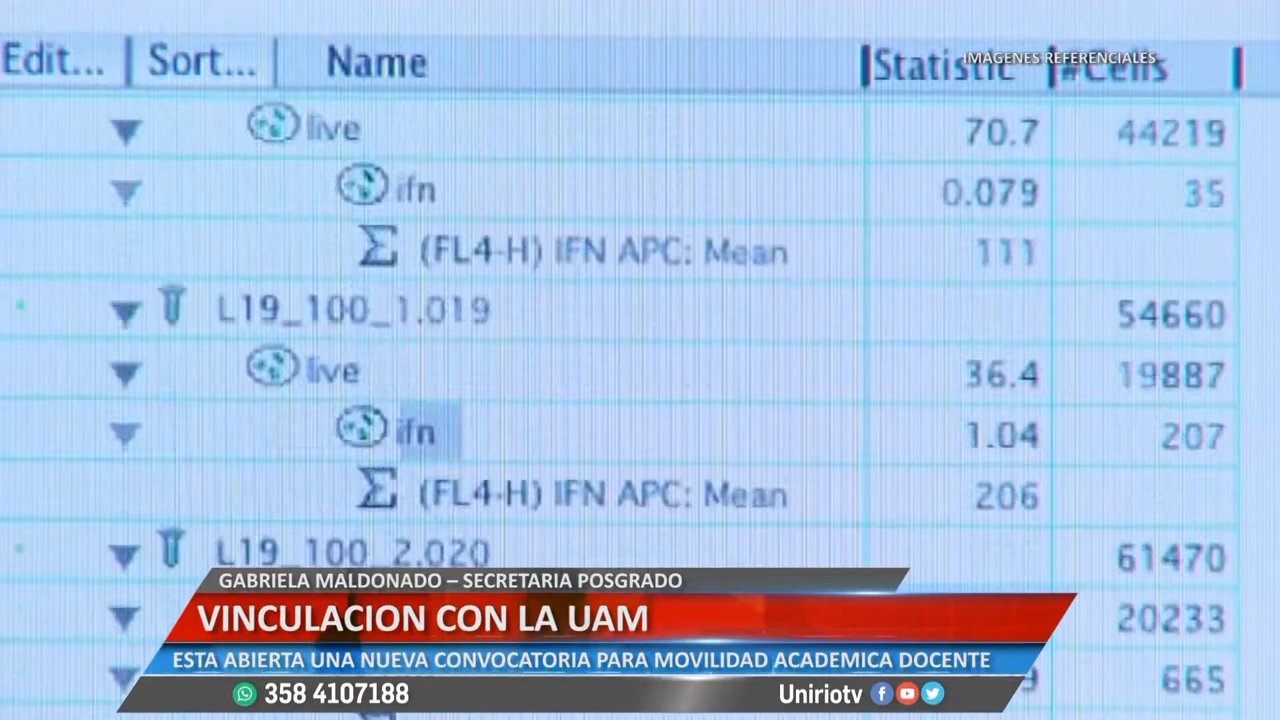 IMAGENES REFERENCIALES
Edit... Sort... Name Statistic #Cells
live 70.7 44219
ifn 0.079 35
Σ (FL4-H) IFN APC: Mean 111
L19_100_1.019 54660
live 36.4 19887
ifn 1.04 207
Σ (FL4-H) IFN APC: Mean 206
L19_100_2.020 61470
20233
9 665
GABRIELA MALDONADO – SECRETARIA POSGRADO
VINCULACION CON LA UAM
ESTA ABIERTA UNA NUEVA CONVOCATORIA PARA MOVILIDAD ACADEMICA DOCENTE
358 4107188 Uniriotv